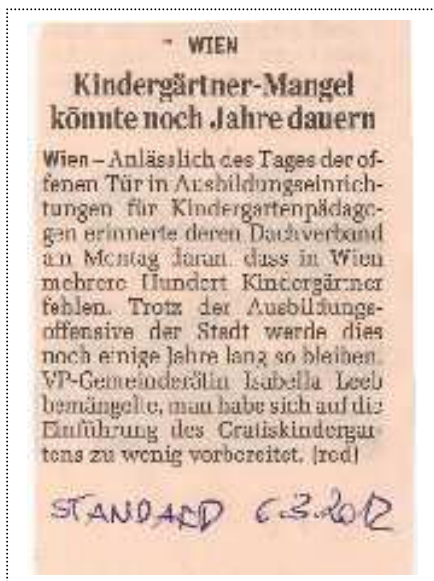 WIEN
Kindergärtner-Mangel
könnte noch Jahre dauern
Wien – Anlässlich des Tages der of-
fenen Tür in Ausbildungseinrich-
tungen für Kindergartenpädago-
gen erinnerte deren Dachverband
am Montag daran, dass in Wien
mehrere Hundert Kindergärtner
fehlen. Trotz der Ausbildungs-
offensive der Stadt werde dies
noch einige Jahre lang so bleiben.
VP-Gemeinderätin Isabella Leeb
bemängelte, man habe sich auf die
Einführung des Gratiskindergar-
tens zu wenig vorbereitet. (red)
STANDARD 6.3.2012